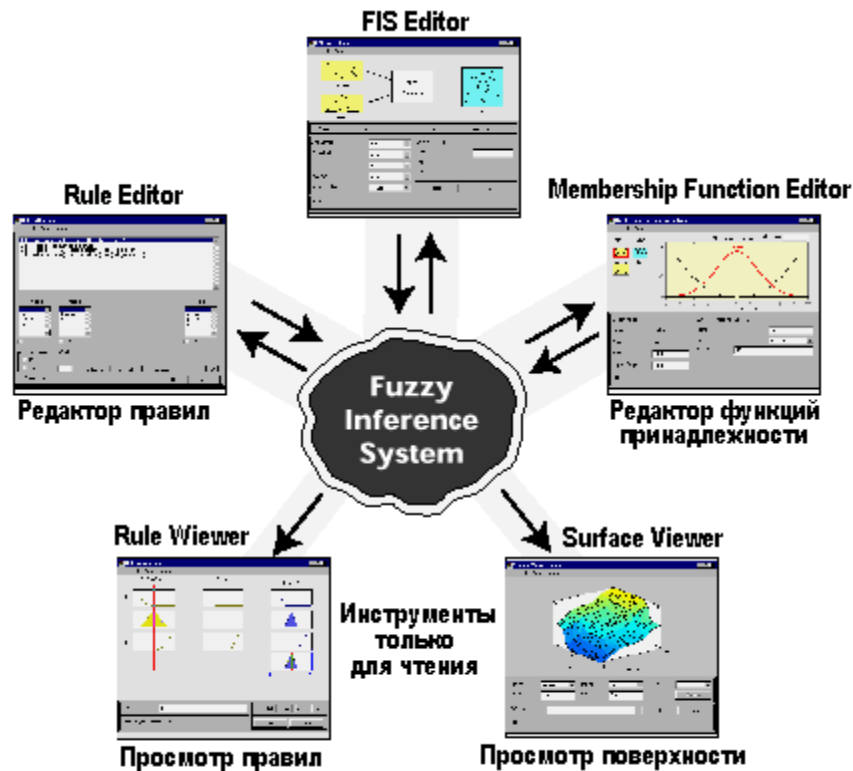 FIS Editor
Rule Editor
Membership Function Editor
Редактор правил
Fuzzy
Inference
System
Редактор функций
принадлежности
Rule Wiewer
Surface Viewer
Инструменты
только
для чтения
Просмотр правил
Просмотр поверхности